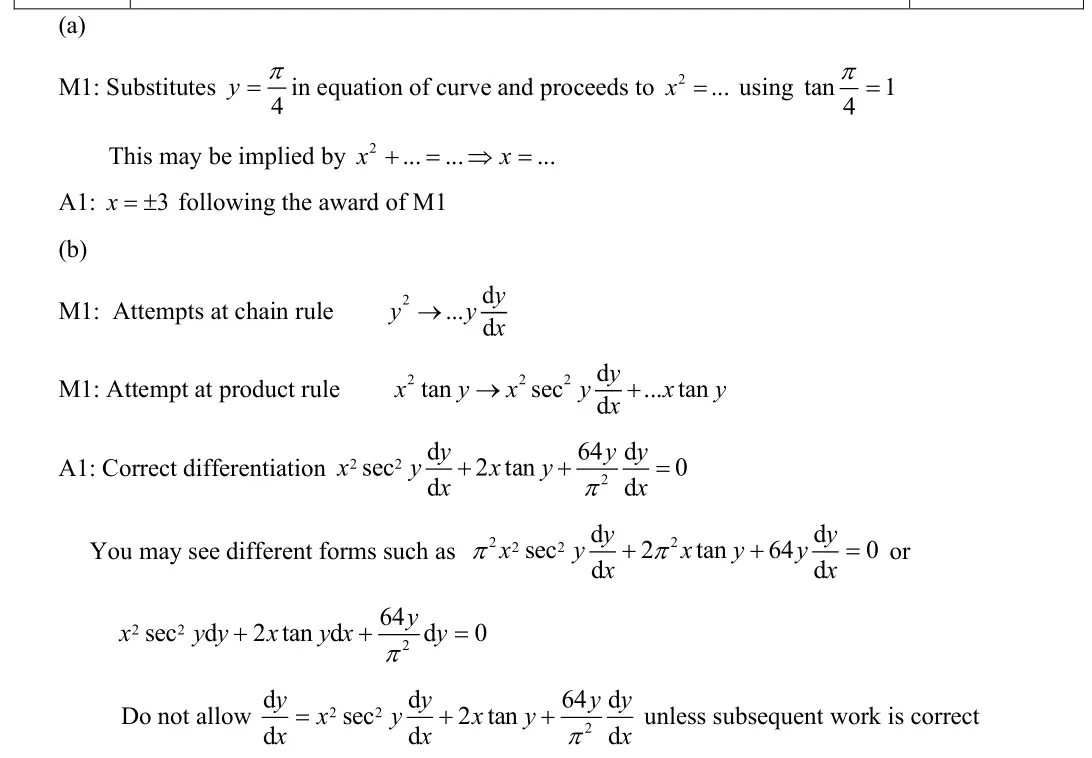 (a)
M1: Substitutes y = π/4 in equation of curve and proceeds to x² = ... using tan π/4 = 1
This may be implied by x² + ... = ... ⇒ x = ...
A1: x = ±3 following the award of M1
(b)
M1: Attempts at chain rule y² → ...y dy/dx
M1: Attempt at product rule x² tan y → x² sec² y dy/dx + ...x tan y
A1: Correct differentiation x² sec² y dy/dx + 2x tan y + 64y/π² dy/dx = 0
You may see different forms such as π²x² sec² y dy/dx + 2π²x tan y + 64y dy/dx = 0 or
x² sec² ydy + 2x tan ydx + 64y/π² dy = 0
Do not allow dy/dx = x² sec² y dy/dx + 2x tan y + 64y/π² dy/dx unless subsequent work is correct